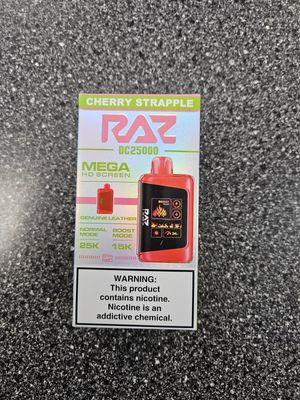 CHERRY STRAPPLE
RAZ
DC25000
MEGA
HD SCREEN
GENUINE LEATHER
NORMAL MODE
25K
BOOST MODE
15K
RAZ
WARNING:
This product
contains nicotine.
Nicotine is an
addictive chemical.